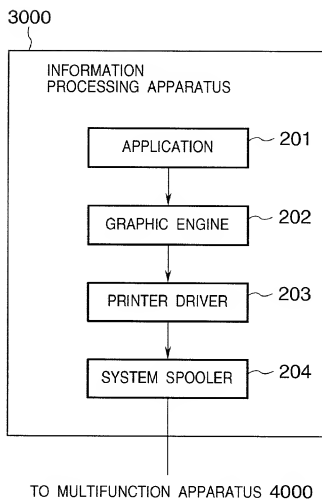 3000
INFORMATION
PROCESSING APPARATUS
APPLICATION 201
GRAPHIC ENGINE 202
PRINTER DRIVER 203
SYSTEM SPOOLER 204
TO MULTIFUNCTION APPARATUS 4000